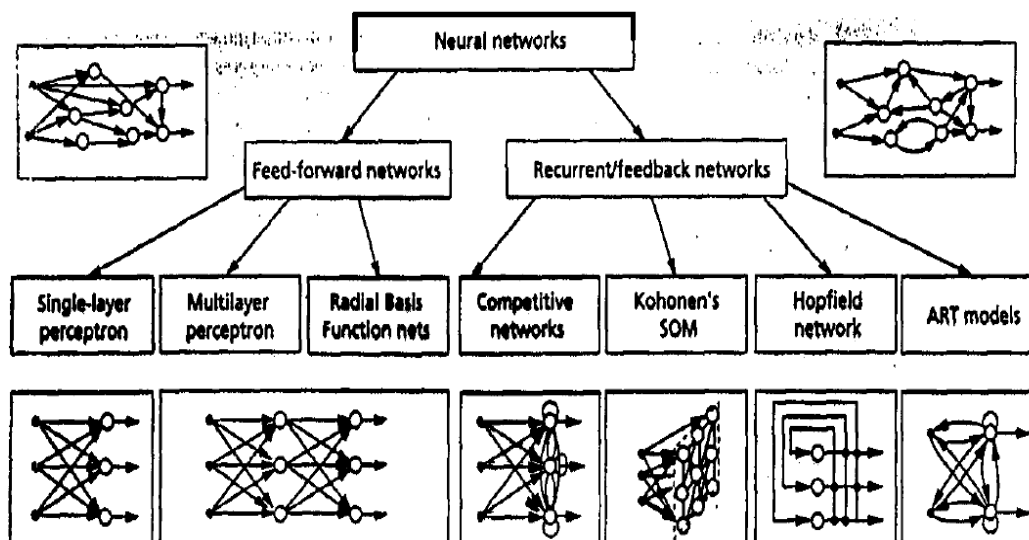 Neural networks
Feed-forward networks
Recurrent/feedback networks
Single-layer
perceptron
Multilayer
perceptron
Radial Basis
Function nets
Competitive
networks
Kohonen's
SOM
Hopfield
network
ART models